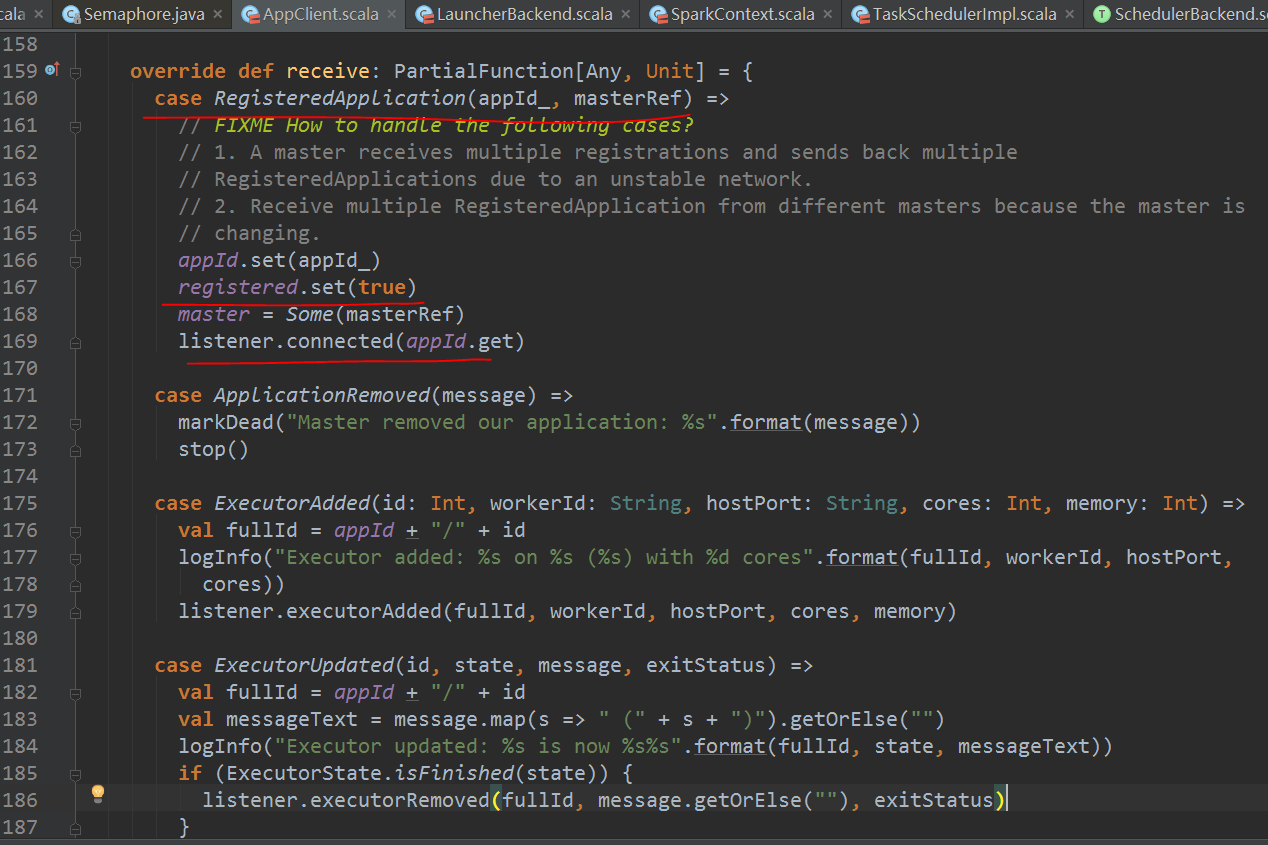 cala × Semaphore.java × AppClient.scala × LauncherBackend.scala × SparkContext.scala × TaskSchedulerImpl.scala × SchedulerBackend.s
158
159 override def receive: PartialFunction[Any, Unit] = {
160 case RegisteredApplication(appId_, masterRef) =>
161 // FIXME How to handle the following cases?
162 // 1. A master receives multiple registrations and sends back multiple
163 // RegisteredApplications due to an unstable network.
164 // 2. Receive multiple RegisteredApplication from different masters because the master is
165 // changing.
166 appId.set(appId_)
167 registered.set(true)
168 master = Some(masterRef)
169 listener.connected(appId.get)
170
171 case ApplicationRemoved(message) =>
172 markDead("Master removed our application: %s".format(message))
173 stop()
174
175 case ExecutorAdded(id: Int, workerId: String, hostPort: String, cores: Int, memory: Int) =>
176 val fullId = appId + "/" + id
177 logInfo("Executor added: %s on %s (%s) with %d cores".format(fullId, workerId, hostPort,
178 cores))
179 listener.executorAdded(fullId, workerId, hostPort, cores, memory)
180
181 case ExecutorUpdated(id, state, message, exitStatus) =>
182 val fullId = appId + "/" + id
183 val messageText = message.map(s => " (" + s + ")").getOrElse("")
184 logInfo("Executor updated: %s is now %s%s".format(fullId, state, messageText))
185 if (ExecutorState.isFinished(state)) {
186 listener.executorRemoved(fullId, message.getOrElse(""), exitStatus)
187 }